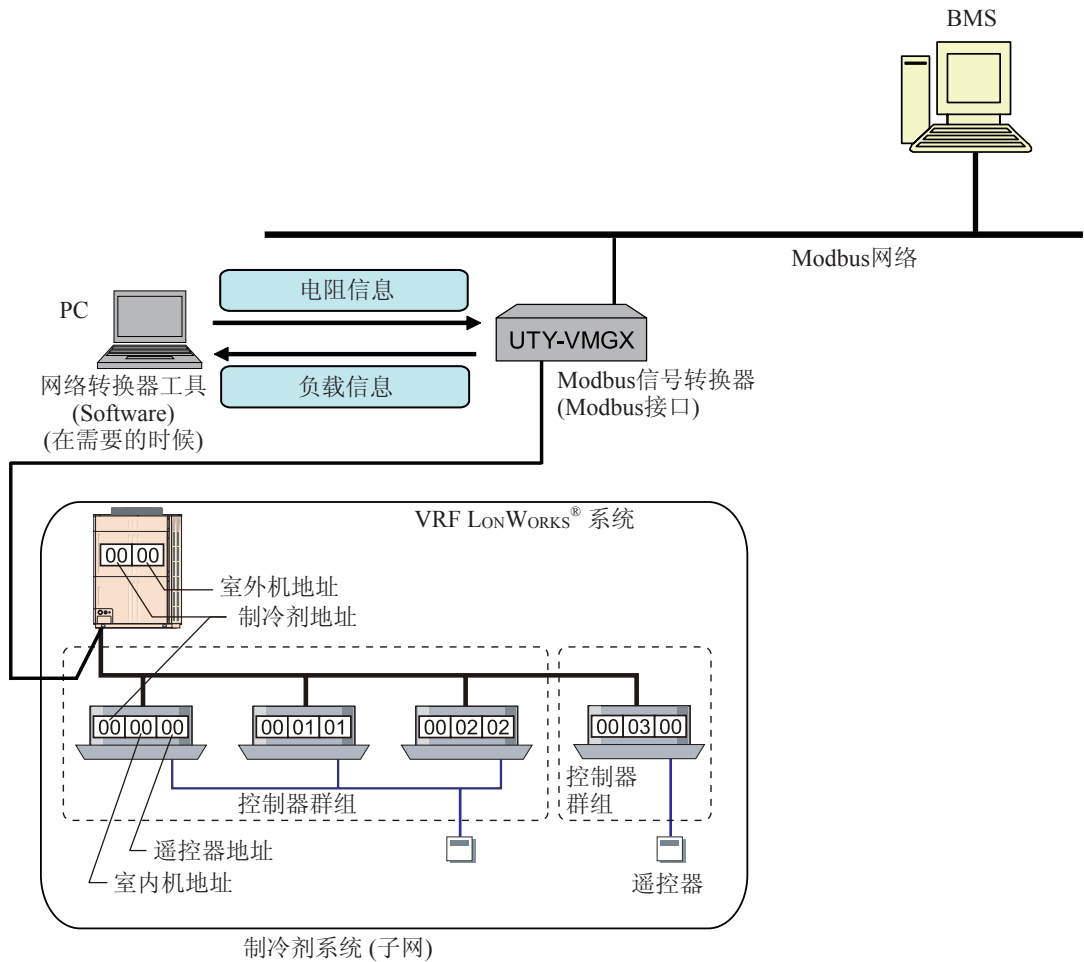 BMS
Modbus网络
电阻信息
PC
UTY-VMGX
负载信息
网络转换器工具
(Software)
(在需要的时候)
Modbus信号转换器
(Modbus接口)
VRF LONWORKS® 系统
00 00
室外机地址
制冷剂地址
00 00 00
00 01 01
00 02 02
00 03 00
控制器群组
控制器
群组
遥控器地址
室内机地址
遥控器
制冷剂系统 (子网)